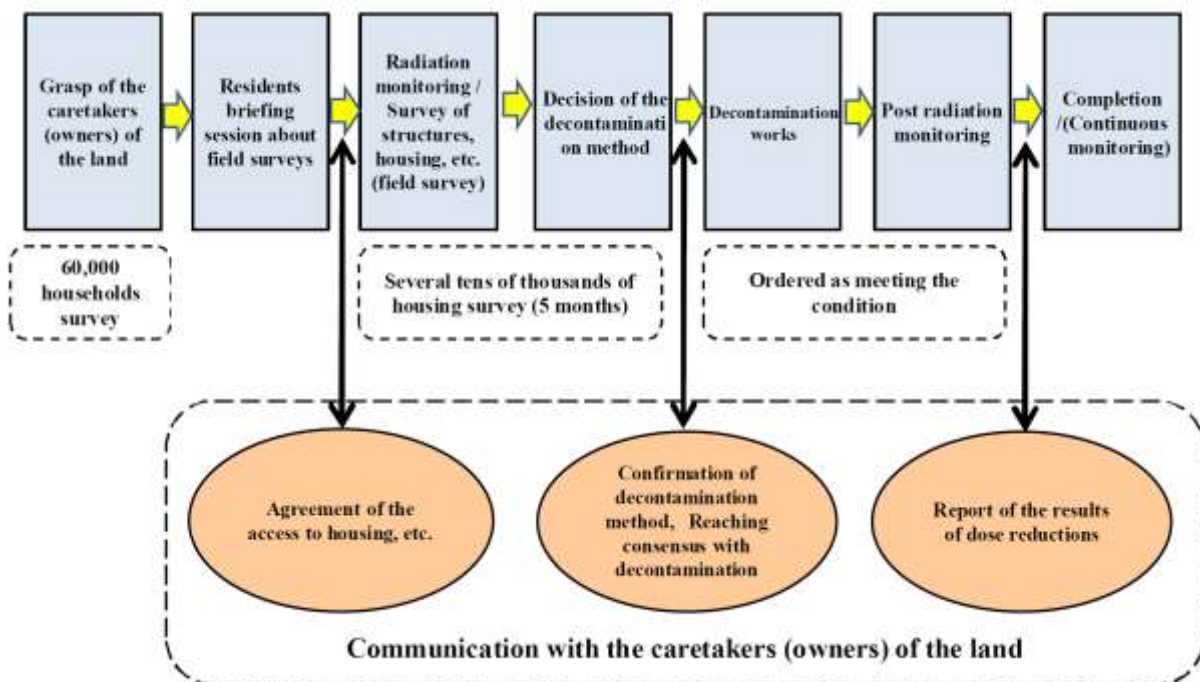 Grasp of the
caretakers
(owners) of
the land
Residents
briefing
session about
field surveys
Radiation
monitoring /
Survey of
structures,
housing, etc.
(field survey)
Decision of the
decontaminati
on method
Decontamination
works
Post radiation
monitoring
Completion
/(Continuous
monitoring)
60,000
households
survey
Several tens of thousands of
housing survey (5 months)
Ordered as meeting the
condition
Agreement of the
access to housing, etc.
Confirmation of
decontamination
method, Reaching
consensus with
decontamination
Report of the results
of dose reductions
Communication with the caretakers (owners) of the land